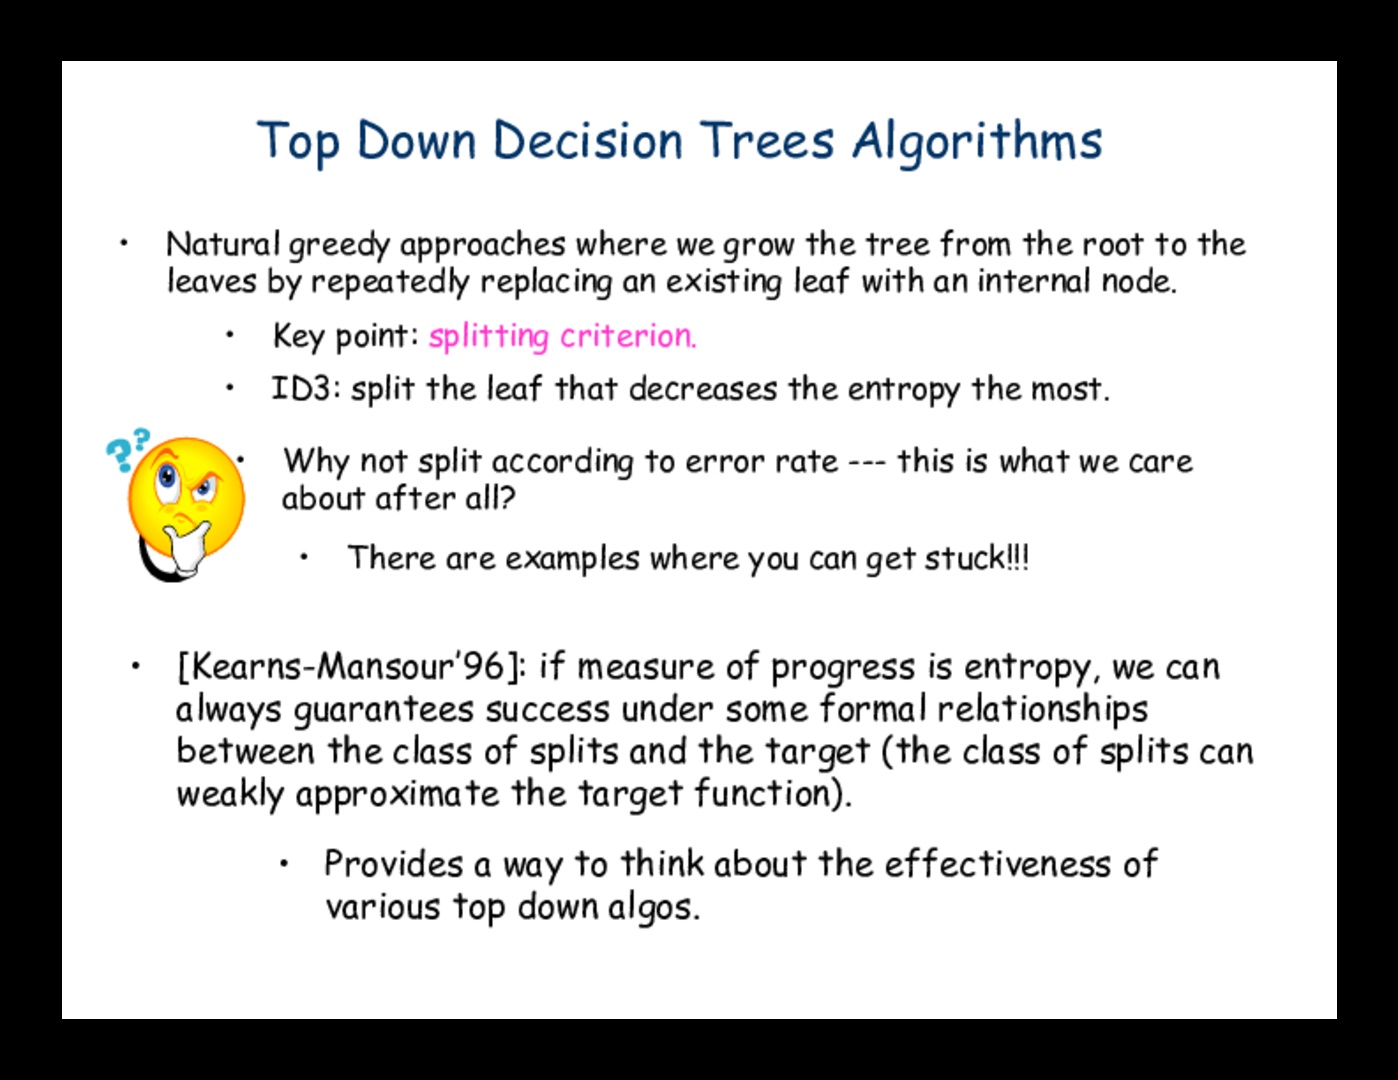 Top Down Decision Trees Algorithms
• Natural greedy approaches where we grow the tree from the root to the
leaves by repeatedly replacing an existing leaf with an internal node.
• Key point: splitting criterion.
• ID3: split the leaf that decreases the entropy the most.
? ?
• Why not split according to error rate --- this is what we care
about after all?
• There are examples where you can get stuck!!!
• [Kearns-Mansour'96]: if measure of progress is entropy, we can
always guarantees success under some formal relationships
between the class of splits and the target (the class of splits can
weakly approximate the target function).
• Provides a way to think about the effectiveness of
various top down algos.